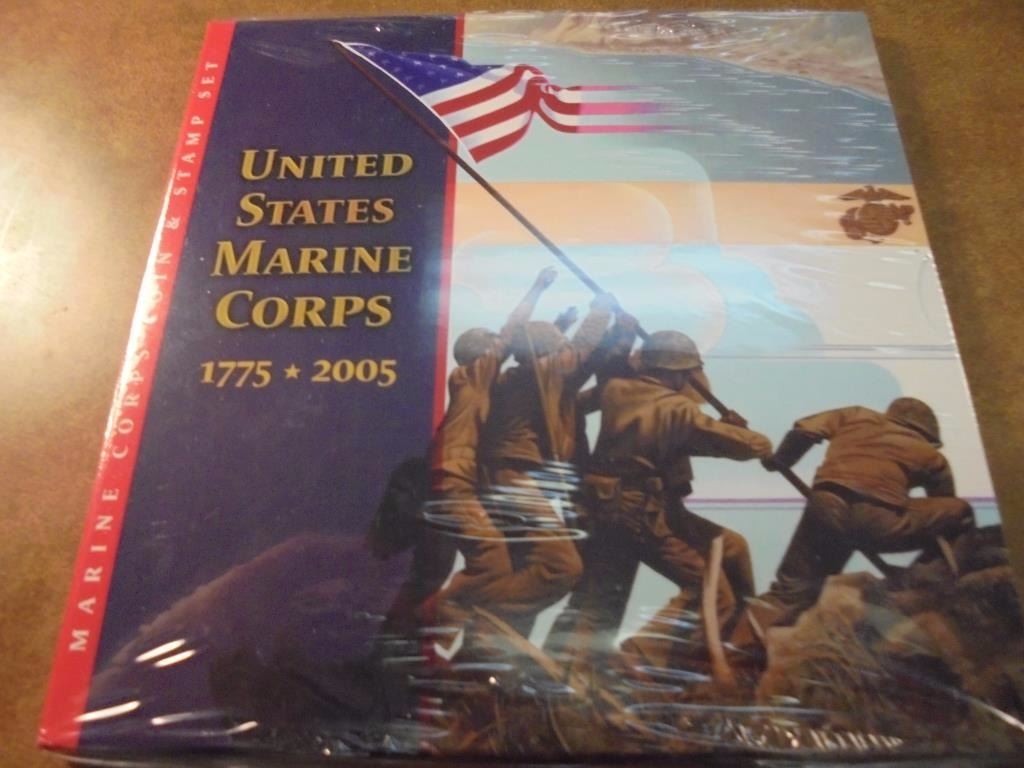 MARINE CORPS COIN & STAMP SET
UNITED
STATES
MARINE
CORPS
1775 ★ 2005